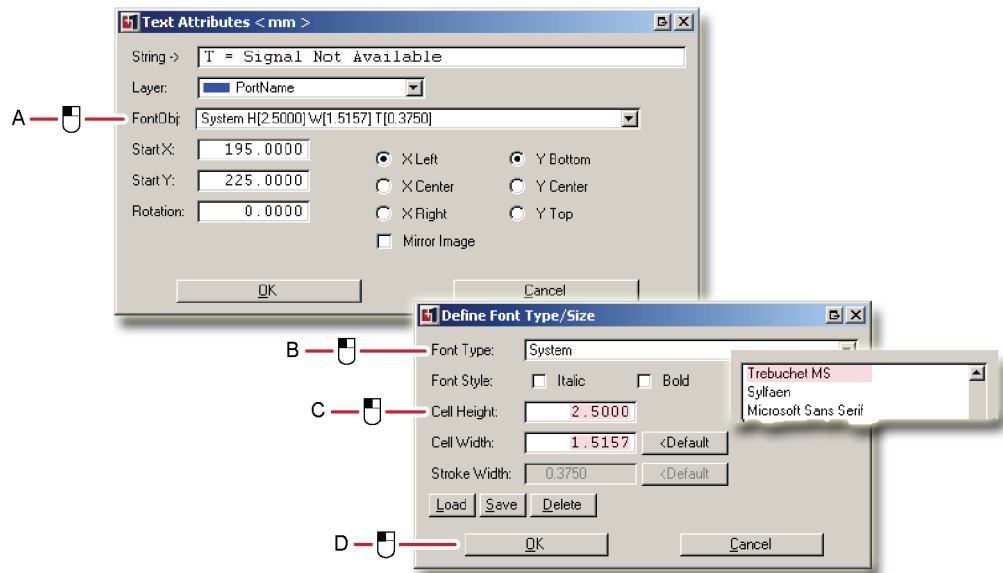 Text Attributes < mm >
String -> T = Signal Not Available
Layer: PortName
A FontObj: System H[2.5000] W[1.5157] T[0.3750]
Start X: 195.0000 X Left Y Bottom
Start Y: 225.0000 X Center Y Center
Rotation: 0.0000 X Right Y Top
Mirror Image
OK Cancel
Define Font Type/Size
B Font Type: System
Trebuchet MS
Sylfaen
Microsoft Sans Serif
Font Style: Italic Bold
C Cell Height: 2.5000
Cell Width: 1.5157 <Default
Stroke Width: 0.3750 <Default
Load Save Delete
D OK Cancel